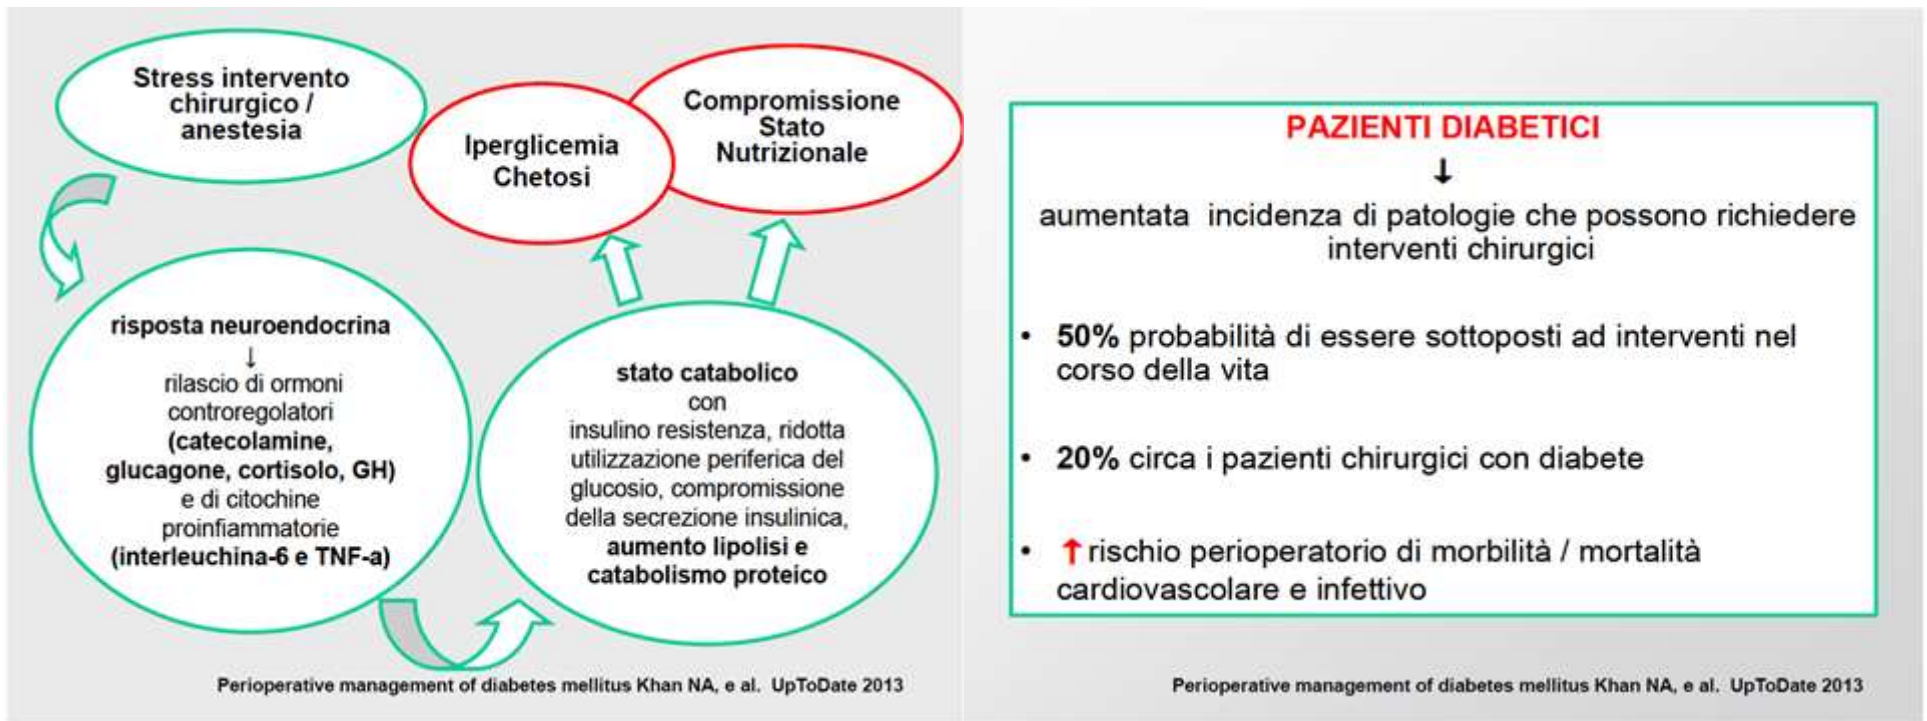 Stress intervento
chirurgico /
anestesia
Iperglicemia
Chetosi
Compromissione
Stato
Nutrizionale
risposta neuroendocrina
↓
rilascio di ormoni
controregolatori
(catecolamine,
glucagone, cortisolo, GH)
e di citochine
proinfiammatorie
(interleuchina-6 e TNF-a)
stato catabolico
con
insulino resistenza, ridotta
utilizzazione periferica del
glucosio, compromissione
della secrezione insulinica,
aumento lipolisi e
catabolismo proteico
Perioperative management of diabetes mellitus Khan NA, e al. UpToDate 2013
PAZIENTI DIABETICI
↓
aumentata incidenza di patologie che possono richiedere
interventi chirurgici
• 50% probabilità di essere sottoposti ad interventi nel
corso della vita
• 20% circa i pazienti chirurgici con diabete
• ↑ rischio perioperatorio di morbilità / mortalità
cardiovascolare e infettivo
Perioperative management of diabetes mellitus Khan NA, e al. UpToDate 2013